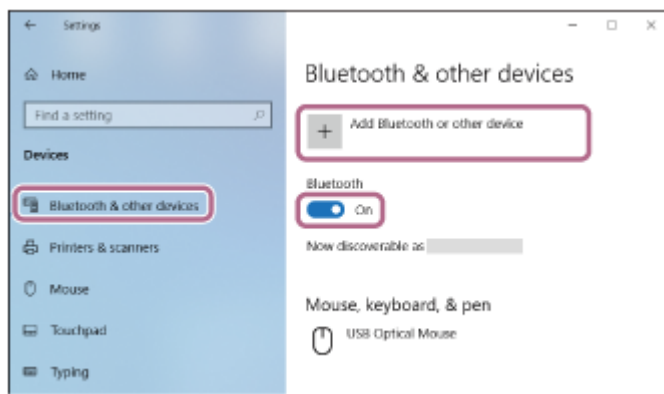 Settings
Home
Find a setting
Devices
Bluetooth & other devices
Printers & scanners
Mouse
Touchpad
Typing
Bluetooth & other devices
Add Bluetooth or other device
Bluetooth
On
Now discoverable as
Mouse, keyboard, & pen
USB Optical Mouse